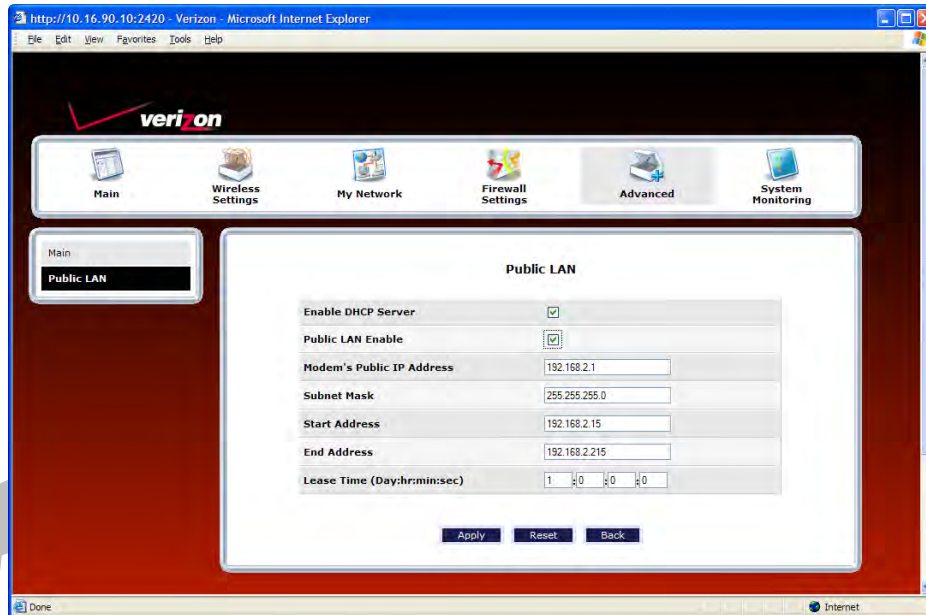 http://10.16.90.10:2420 - Verizon - Microsoft Internet Explorer
File Edit View Favorites Tools Help
verizon
Main
Wireless Settings
My Network
Firewall Settings
Advanced
System Monitoring
Main
Public LAN
Public LAN
Enable DHCP Server
Public LAN Enable
Modem's Public IP Address 192.168.2.1
Subnet Mask 255.255.255.0
Start Address 192.168.2.15
End Address 192.168.2.215
Lease Time (Day:hr:min:sec) 1 :0 :0 :0
Apply Reset Back
Done Internet